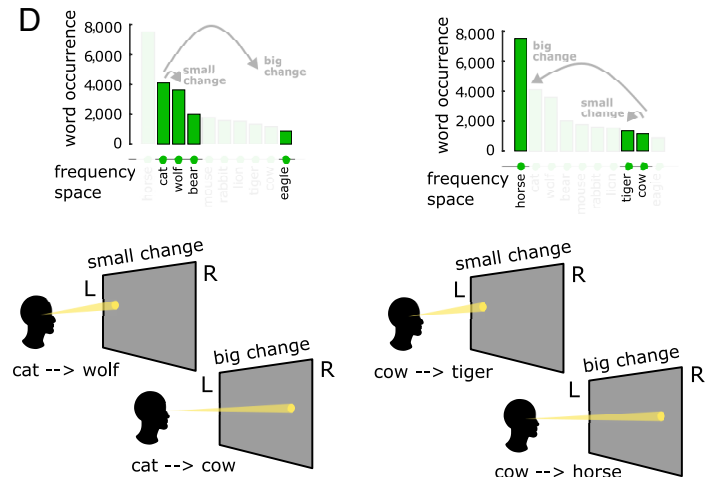 D
8,000
6,000
4,000
2,000
0
word occurrence
small
change
big
change
frequency
space
horse
cat
wolf
bear
mouse
rabbit
lion
tiger
cow
eagle
8,000
6,000
4,000
2,000
0
word occurrence
big
change
small
change
frequency
space
horse
cat
wolf
bear
mouse
rabbit
lion
tiger
cow
eagle
small change
L
R
cat --> wolf
big change
L
R
cat --> cow
small change
L
R
cow --> tiger
big change
L
R
cow --> horse